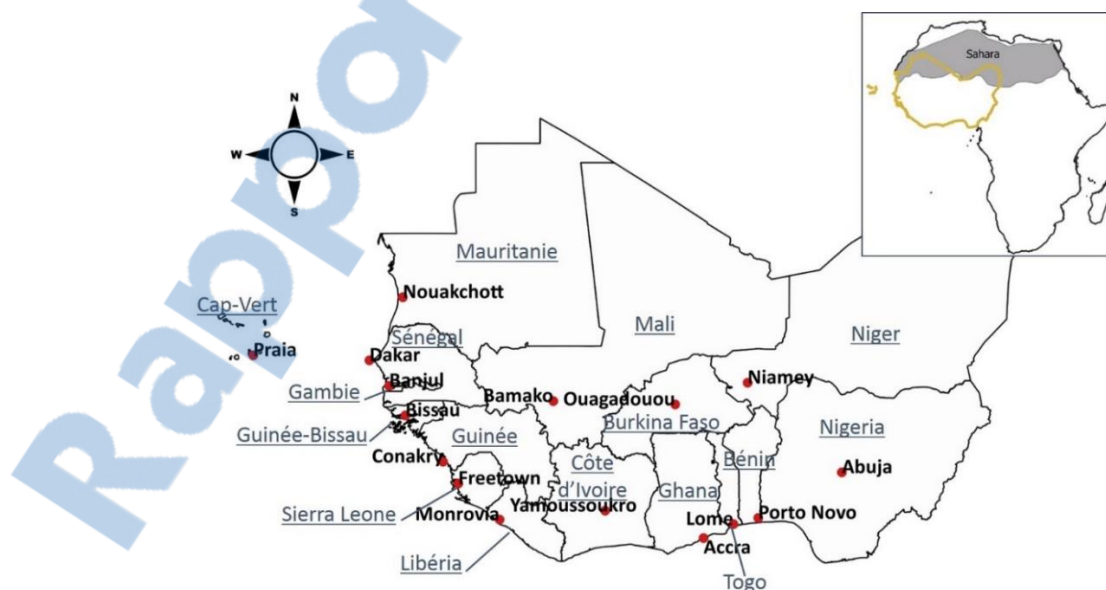 Rappo
Sahara
N
W E
S
Mauritanie
Cap-Vert
Nouakchott
Mali
Niger
Sénégal
Praia
Dakar
Banjul
Niamey
Gambie
Bamako
Ouagadouou
Bissau
Burkina Faso
Nigeria
Guinée-Bissau
Guinée
Bénin
Conakry
Côte
d'Ivoire
Abuja
Freetown
Ghana
Sierra Leone
Monrovia
Yamoussoukro
Lome
Porto Novo
Accra
Libéria
Togo